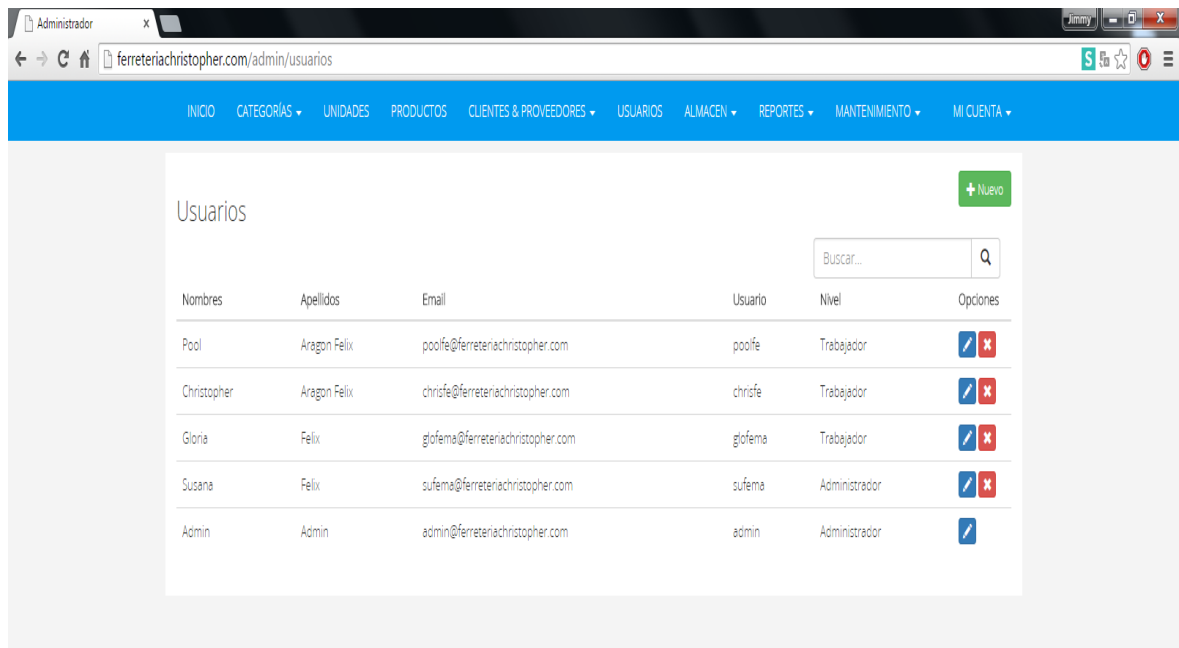 Administrador x
Jimmy
ferreteriachristopher.com/admin/usuarios
INICIO CATEGORÍAS UNIDADES PRODUCTOS CLIENTES & PROVEEDORES USUARIOS ALMACEN REPORTES MANTENIMIENTO MI CUENTA
+ Nuevo
Usuarios
Buscar...
Nombres Apellidos Email Usuario Nivel Opciones
Pool Aragon Felix poolfe@ferreteriachristopher.com poolfe Trabajador
Christopher Aragon Felix chrisfe@ferreteriachristopher.com chrisfe Trabajador
Gloria Felix glofema@ferreteriachristopher.com glofema Trabajador
Susana Felix sufema@ferreteriachristopher.com sufema Administrador
Admin Admin admin@ferreteriachristopher.com admin Administrador